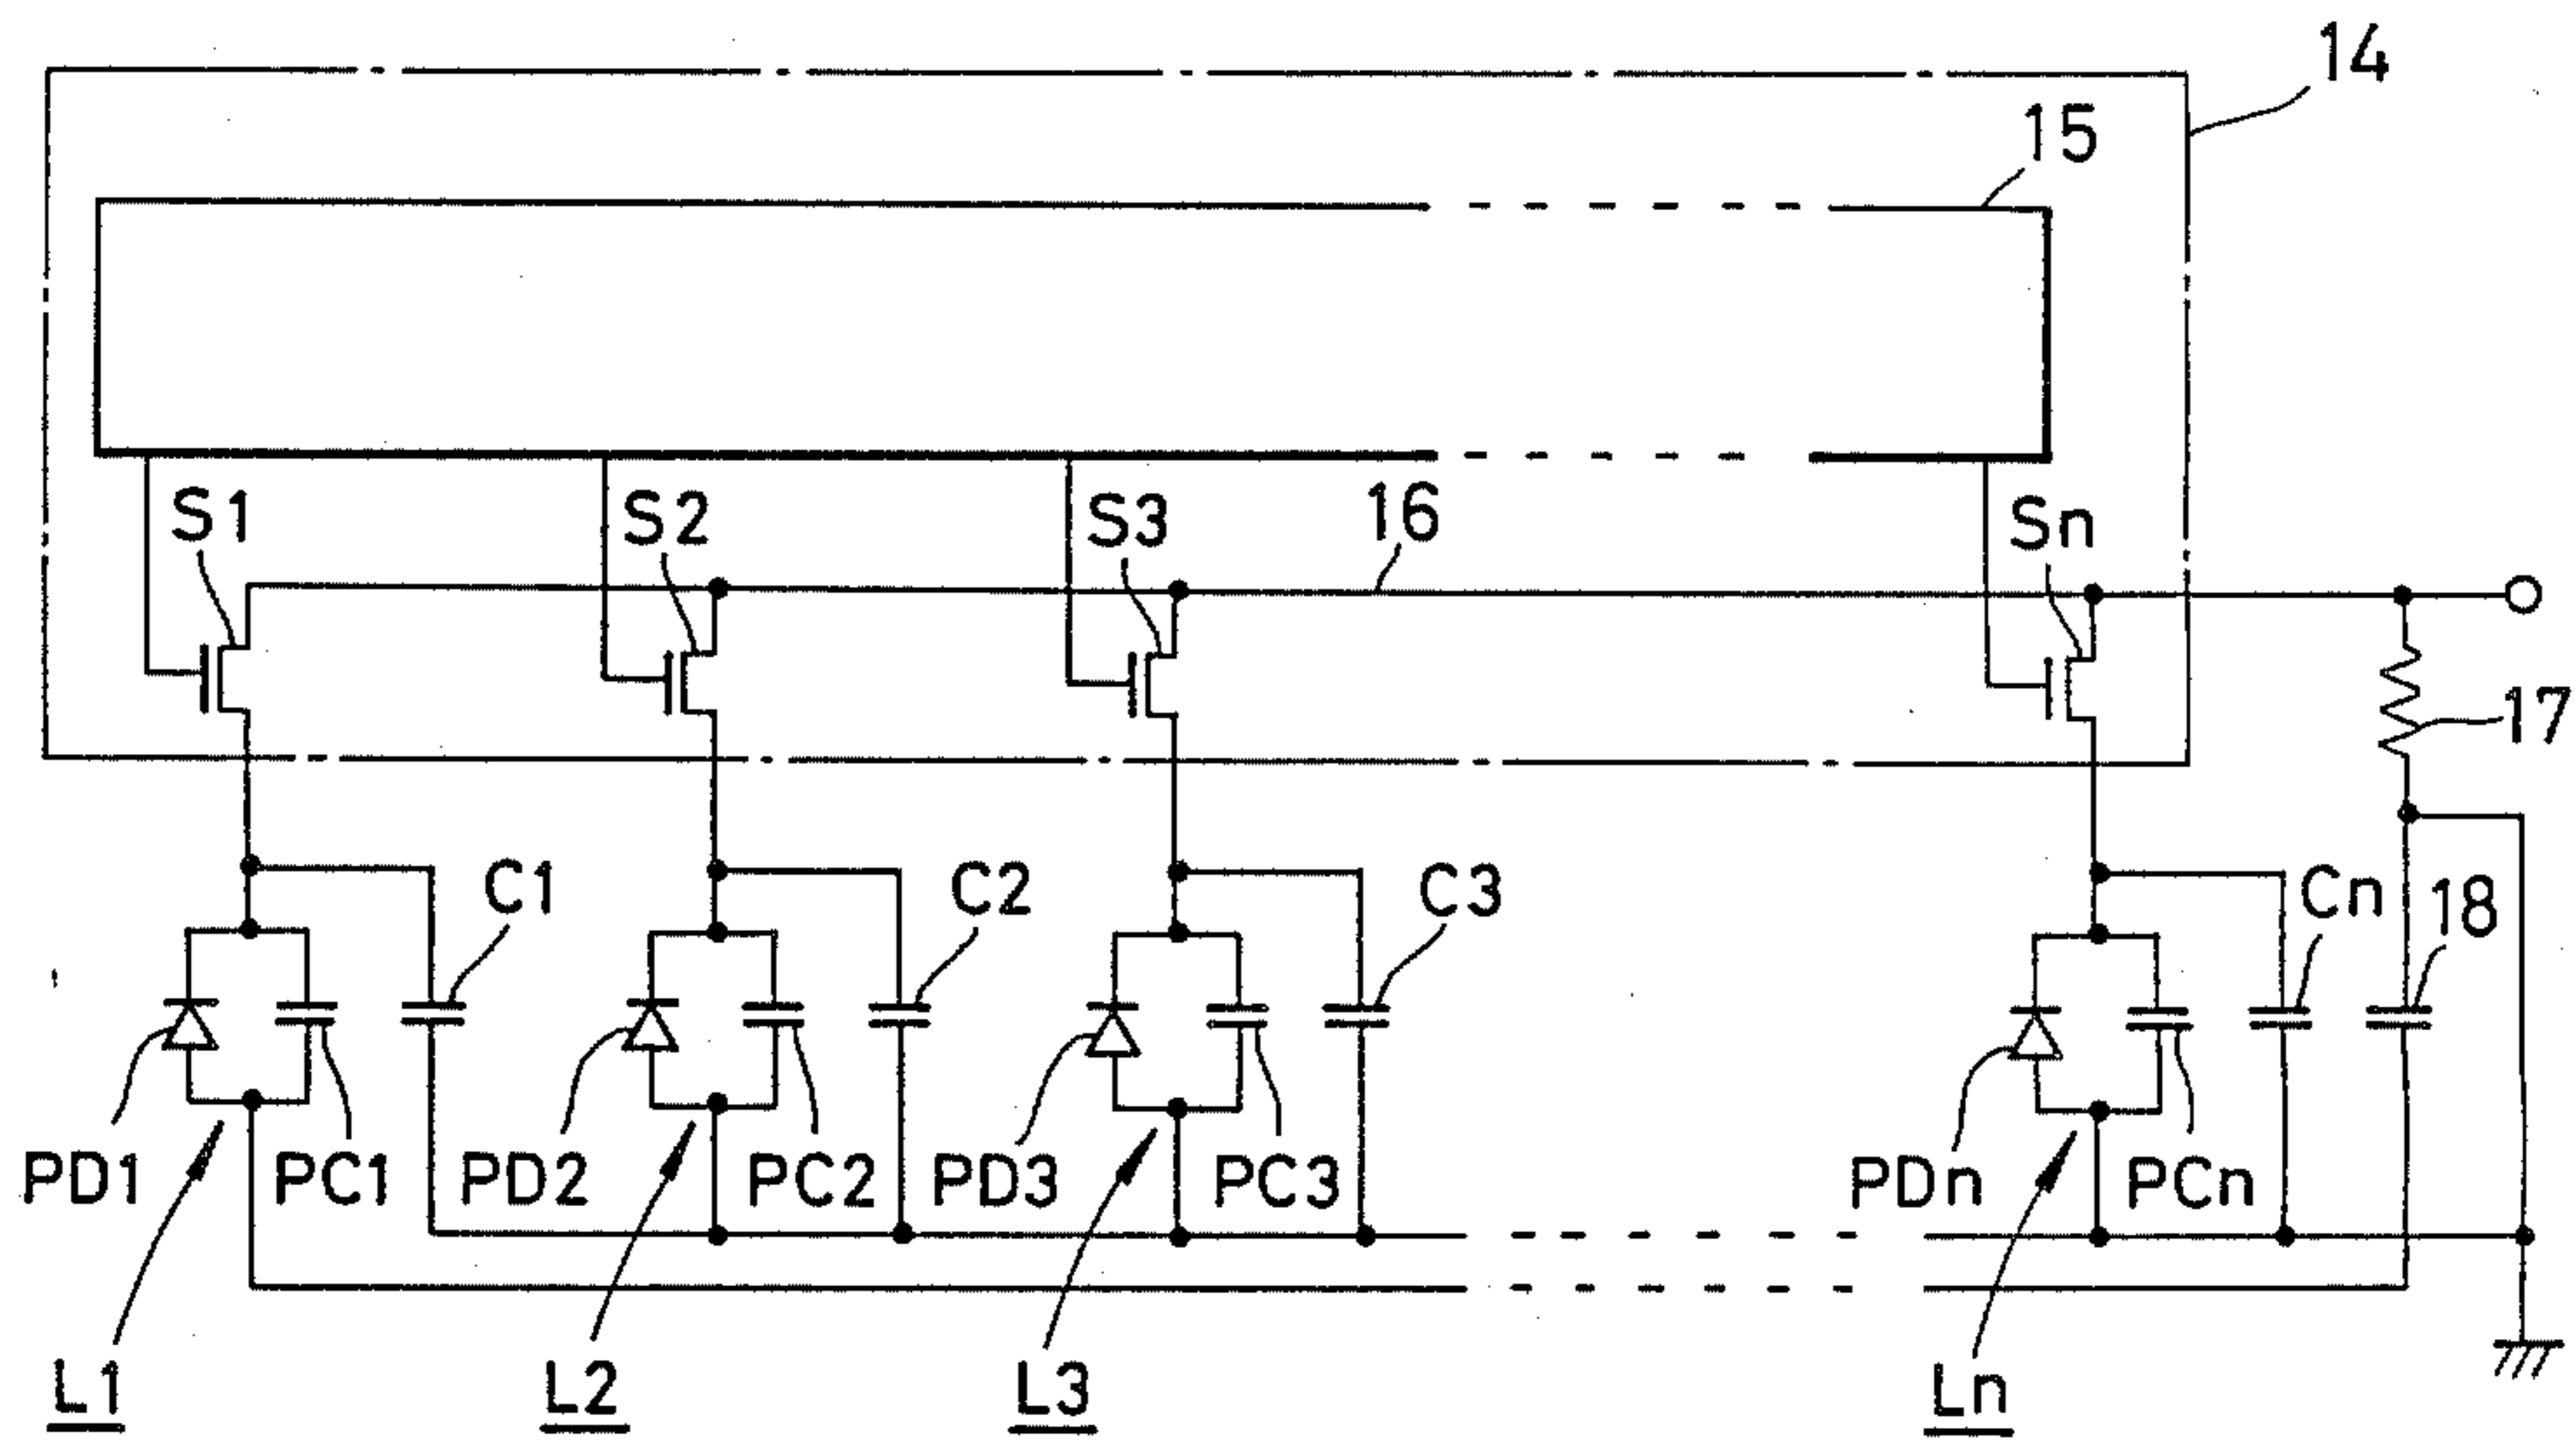 14
15
S1 S2 S3 16 Sn
17
C1 C2 C3 Cn 18
PD1 PC1 PD2 PC2 PD3 PC3 PDn PCn
L1 L2 L3 Ln